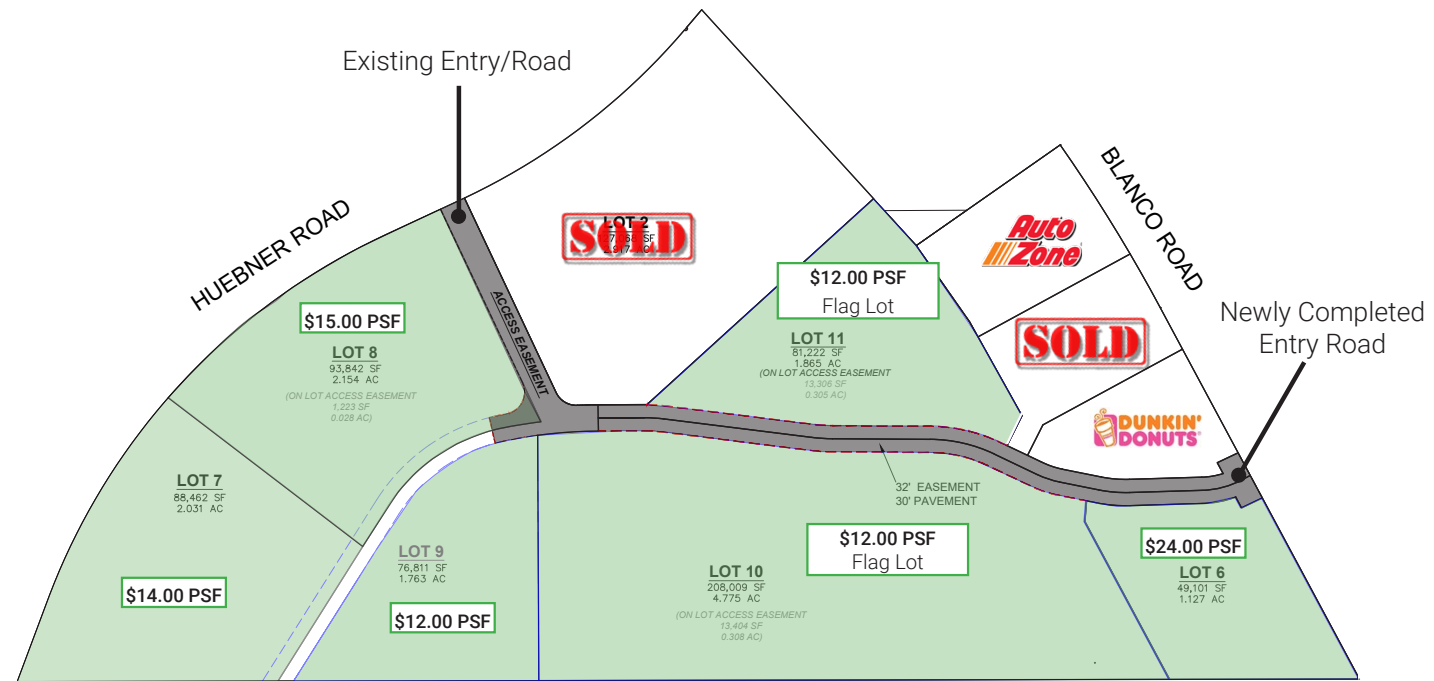 Existing Entry/Road
HUEBNER ROAD
BLANCO ROAD
LOT 2
SOLD
Auto
Zone
$12.00 PSF
Flag Lot
LOT 11
81,222 SF
1.865 AC
(ON LOT ACCESS EASEMENT
13,306 SF
0.305 AC)
ACCESS EASEMENT
$15.00 PSF
LOT 8
93,842 SF
2.154 AC
(ON LOT ACCESS EASEMENT
1,223 SF
0.028 AC)
SOLD
Newly Completed
Entry Road
DUNKIN'
DONUTS
LOT 7
88,462 SF
2.031 AC
$14.00 PSF
32' EASEMENT
30' PAVEMENT
LOT 9
76,811 SF
1.763 AC
$12.00 PSF
$12.00 PSF
Flag Lot
LOT 10
208,009 SF
4.775 AC
(ON LOT ACCESS EASEMENT
13,404 SF
0.308 AC)
$24.00 PSF
LOT 6
49,101 SF
1.127 AC